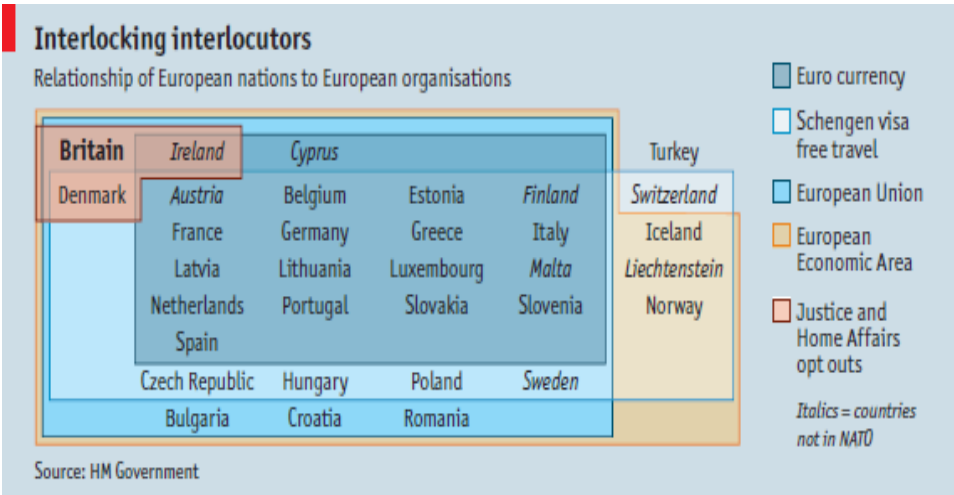 Interlocking interlocutors
Relationship of European nations to European organisations
Britain Ireland Cyprus Turkey
Denmark Austria Belgium Estonia Finland Switzerland
France Germany Greece Italy Iceland
Latvia Lithuania Luxembourg Malta Liechtenstein
Netherlands Portugal Slovakia Slovenia Norway
Spain
Czech Republic Hungary Poland Sweden
Bulgaria Croatia Romania
Euro currency
Schengen visa
free travel
European Union
European
Economic Area
Justice and
Home Affairs
opt outs
Italics = countries
not in NATO
Source: HM Government